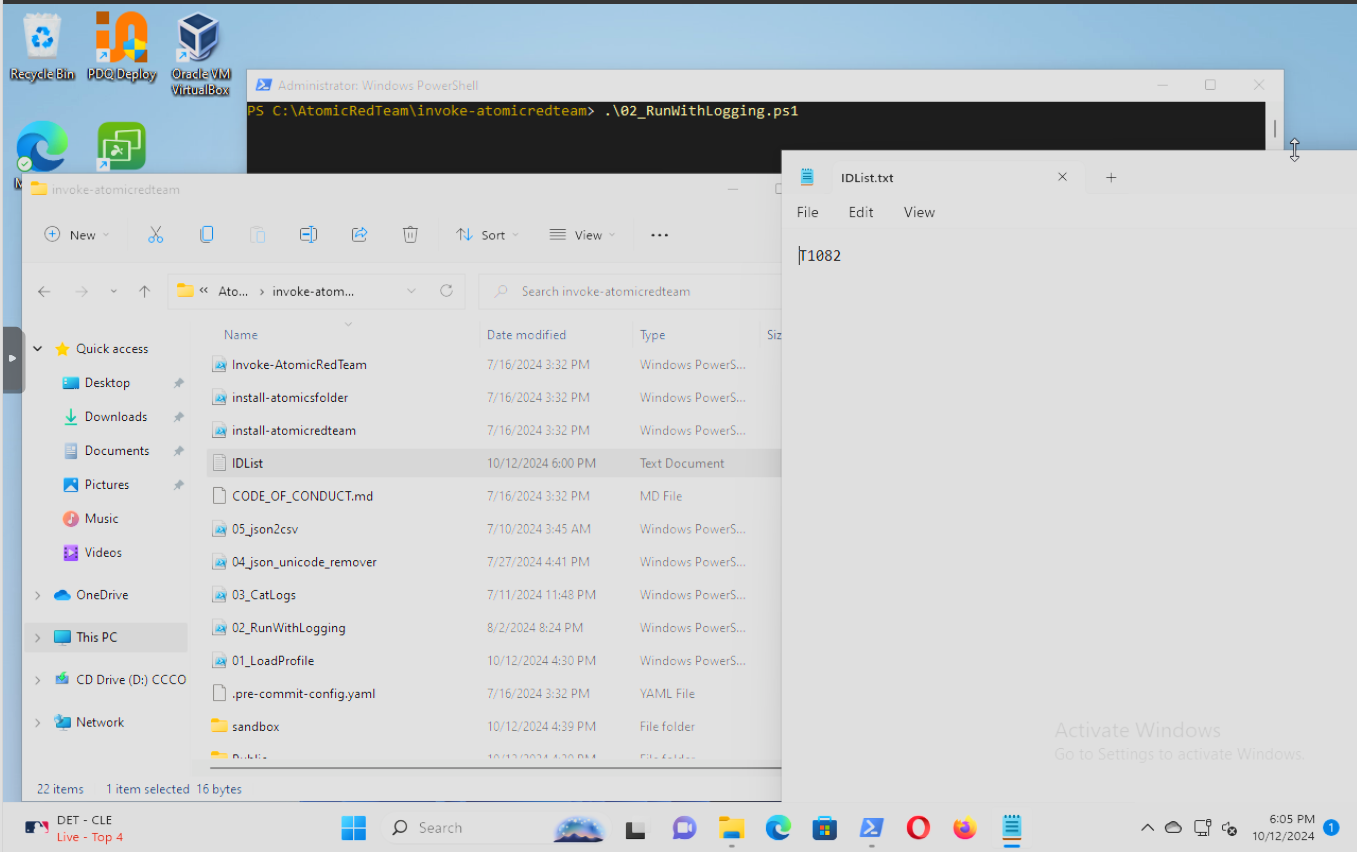 Recycle Bin
PDQ Deploy
Oracle VM
VirtualBox
Administrator: Windows PowerShell
PS C:\AtomicRedTeam\invoke-atomicredteam> .\02_RunWithLogging.ps1
invoke-atomicredteam
New
Sort
View
Ato...
invoke-atom...
Search invoke-atomicredteam
Quick access
Desktop
Downloads
Documents
Pictures
Music
Videos
OneDrive
This PC
CD Drive (D:) CCCO
Network
Name Date modified Type
Invoke-AtomicRedTeam 7/16/2024 3:32 PM Windows PowerS...
install-atomicsfolder 7/16/2024 3:32 PM Windows PowerS...
install-atomicredteam 7/16/2024 3:32 PM Windows PowerS...
IDList 10/12/2024 6:00 PM Text Document
CODE_OF_CONDUCT.md 7/16/2024 3:32 PM MD File
05_json2csv 7/10/2024 3:45 AM Windows PowerS...
04_json_unicode_remover 7/27/2024 4:41 PM Windows PowerS...
03_CatLogs 7/11/2024 11:48 PM Windows PowerS...
02_RunWithLogging 8/2/2024 8:24 PM Windows PowerS...
01_LoadProfile 10/12/2024 4:30 PM Windows PowerS...
.pre-commit-config.yaml 7/16/2024 3:32 PM YAML File
sandbox 10/12/2024 4:39 PM File folder
22 items 1 item selected 16 bytes
IDList.txt
File Edit View
T1082
Activate Windows
Go to Settings to activate Windows.
DET - CLE
Live - Top 4
Search
6:05 PM
10/12/2024
1